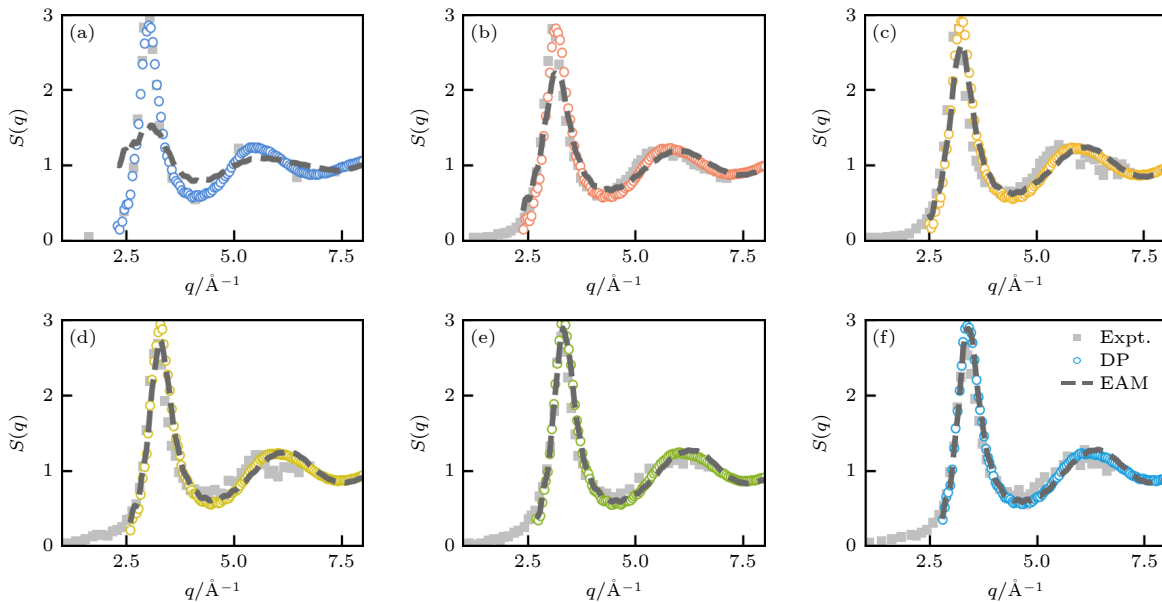 (a)
3
2
1
0
2.5
5.0
7.5
S(q)
q/Å⁻¹
(b)
3
2
1
0
2.5
5.0
7.5
S(q)
q/Å⁻¹
(c)
3
2
1
0
2.5
5.0
7.5
S(q)
q/Å⁻¹
(d)
3
2
1
0
2.5
5.0
7.5
S(q)
q/Å⁻¹
(e)
3
2
1
0
2.5
5.0
7.5
S(q)
q/Å⁻¹
(f)
Expt.
DP
EAM
3
2
1
0
2.5
5.0
7.5
S(q)
q/Å⁻¹